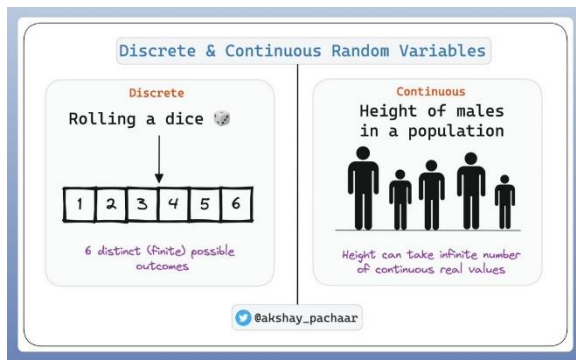 Discrete & Continuous Random Variables
Discrete
Rolling a dice
1 2 3 4 5 6
6 distinct (finite) possible
outcomes
Continuous
Height of males
in a population
Height can take infinite number
of continuous real values
@akshay_pachaar